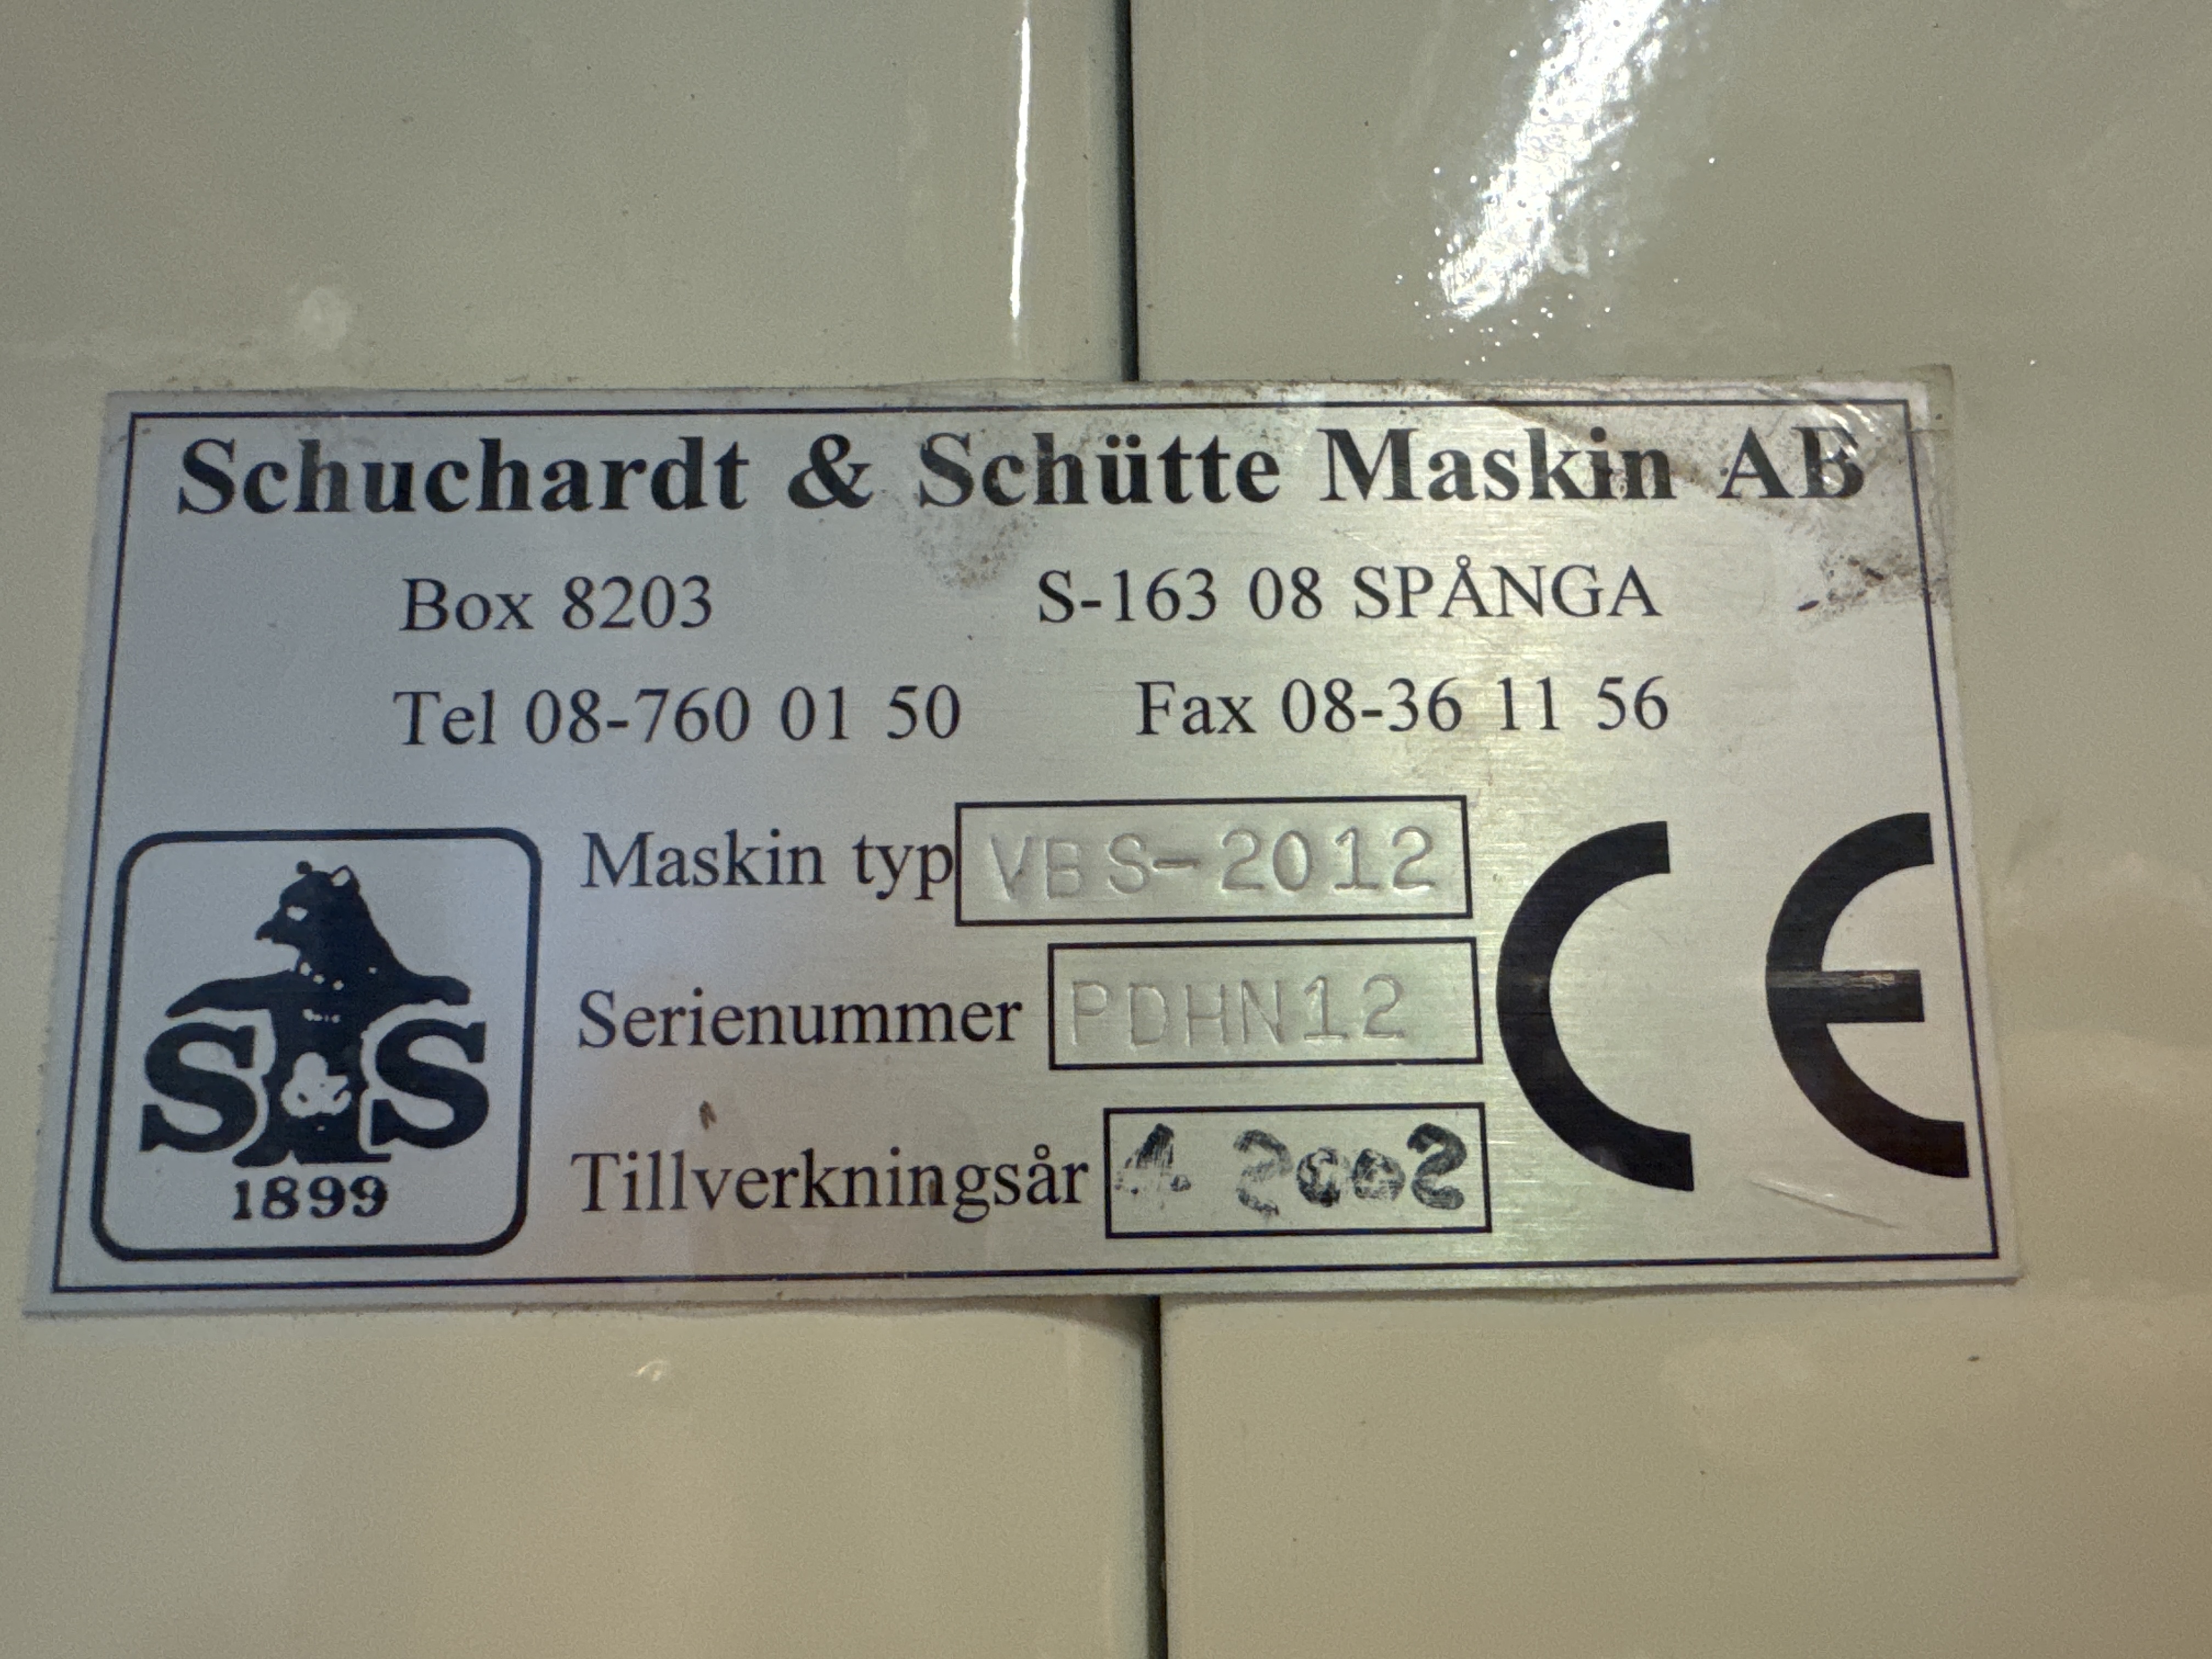 Schuchardt & Schütte Maskin AB
Box 8203 S-163 08 SPÅNGA
Tel 08-760 01 50 Fax 08-36 11 56
Maskin typ VBS-2012
Serienummer PDHN12
Tillverkningsår 2002
S&S
1899
CE